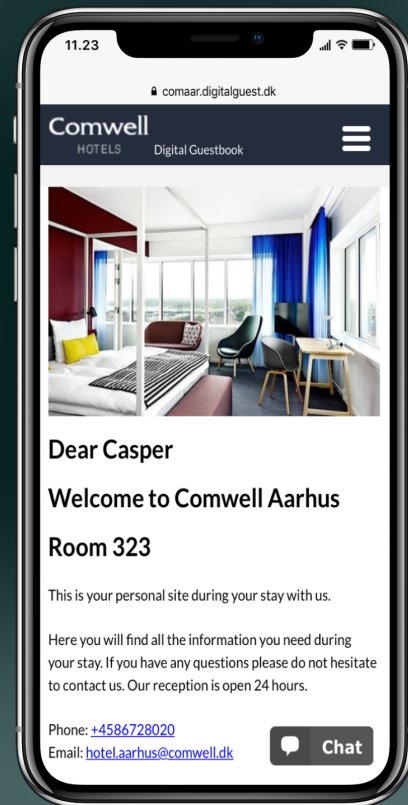 11.23
comaar.digitalguest.dk
Comwell
HOTELS Digital Guestbook
Dear Casper
Welcome to Comwell Aarhus
Room 323
This is your personal site during your stay with us.
Here you will find all the information you need during
your stay. If you have any questions please do not hesitate
to contact us. Our reception is open 24 hours.
Phone: +4586728020
Email: hotel.aarhus@comwell.dk
Chat